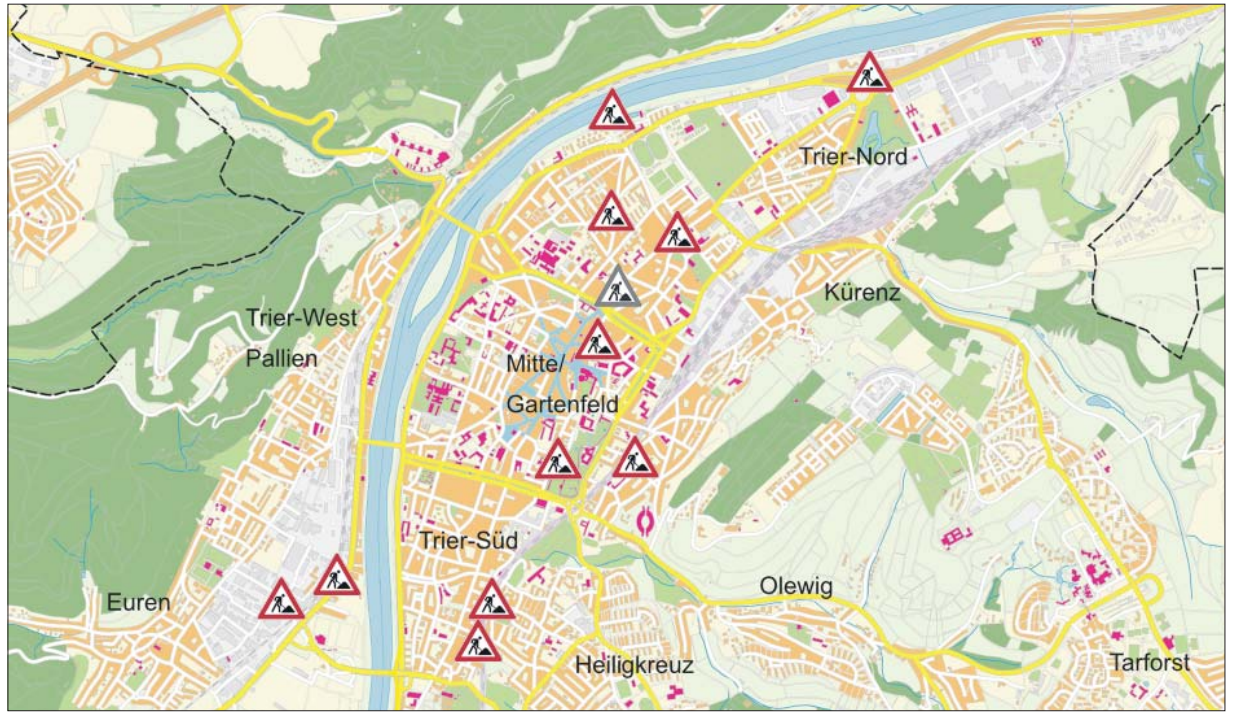 Trier-Nord
Kürenz
Trier-West
Pallien
Mitte/
Gartenfeld
Trier-Süd
Olewig
Euren
Heiligkreuz
Tarforst